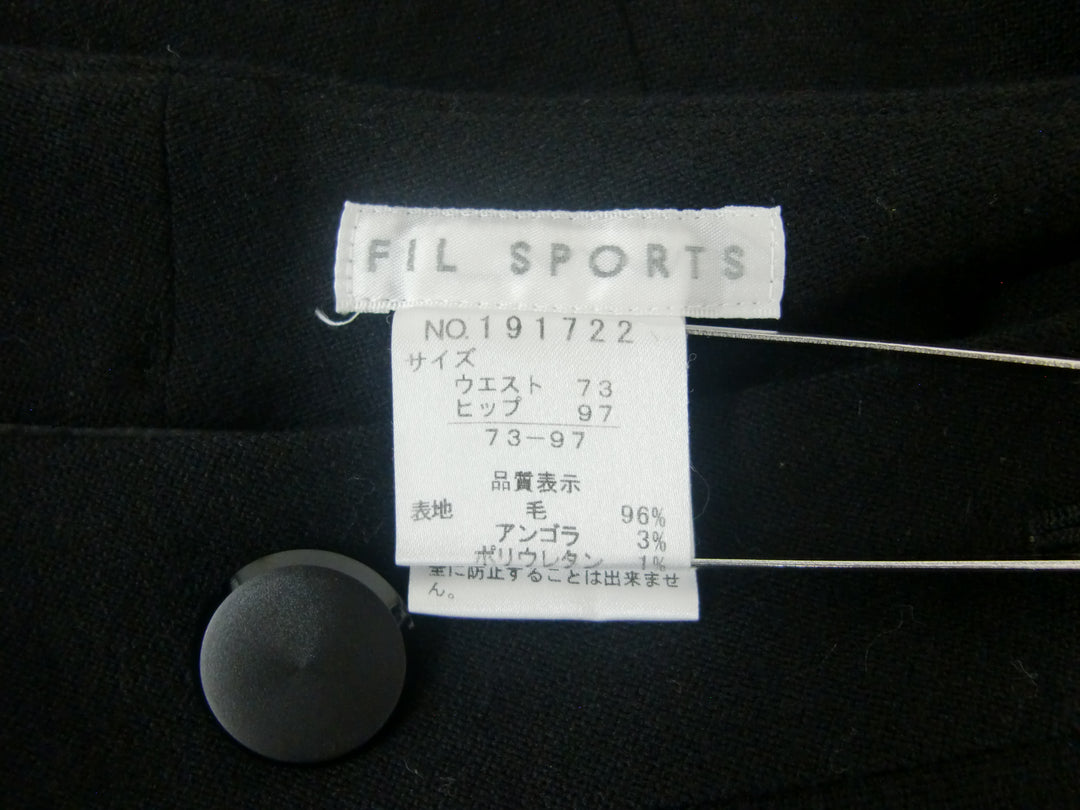 FIL SPORTS
NO. 191722
サイズ
ウエスト 73
ヒップ 97
73-97
品質表示
表地 毛 96%
アンゴラ 3%
ポリウレタン 1%
に防止することは出来ませ
ん。